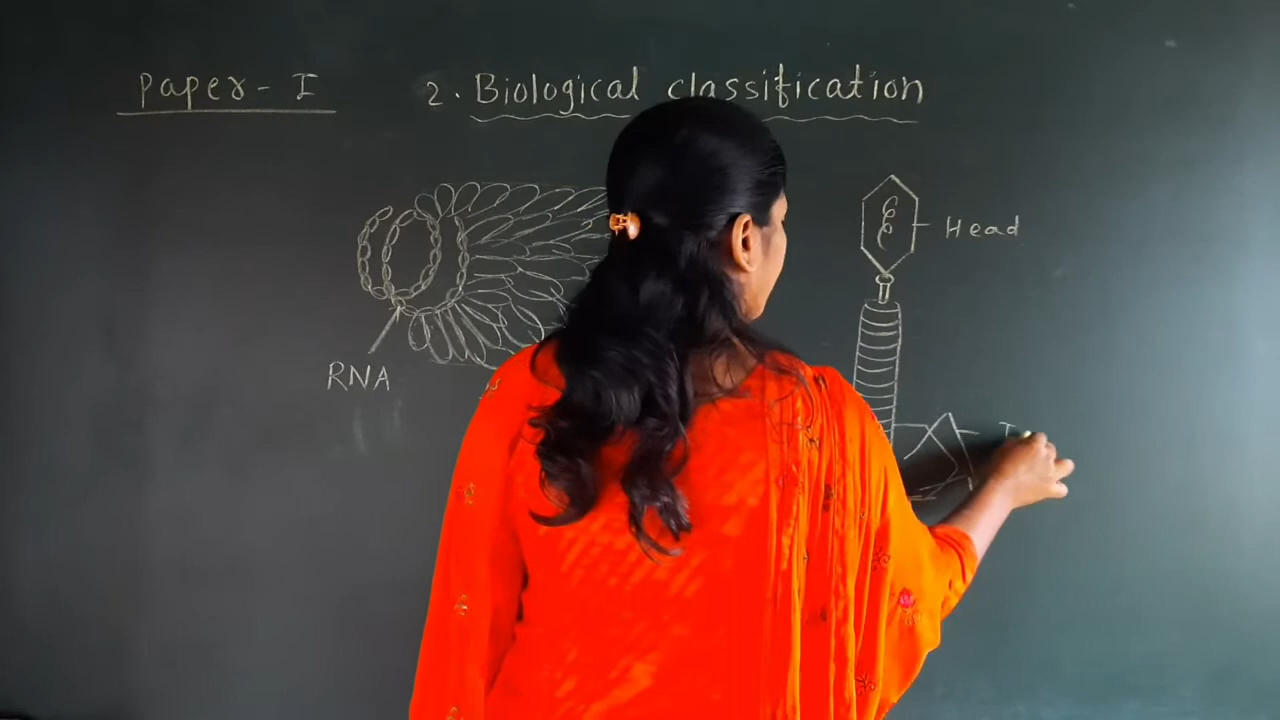 Paper - I
2. Biological classification
Head
RNA
T